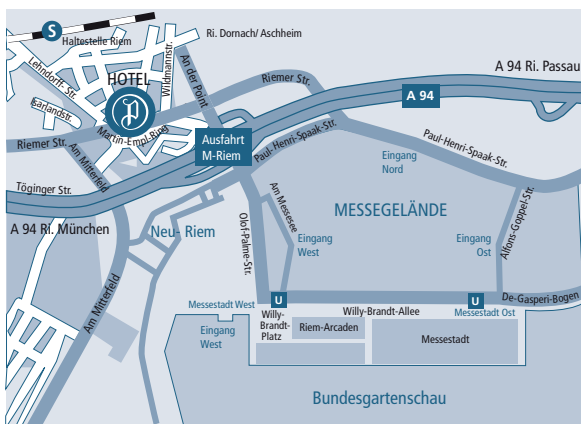 S
Haltestelle Riem
Ri. Dornach/ Aschheim
Lehndorff. Str.
HOTEL
Wildmannstr.
An der Point
Riemer Str.
A 94 Ri. Passau
A 94
Garlandstr.
Martin-Empl.Ring
Riemer Str.
Am Mitterfeld
Ausfahrt
M-Riem
Paul-Henri-Spaak-Str.
Paul-Henri-Spaak-Str.
Eingang
Nord
Töginger Str.
A 94 Ri. München
Neu- Riem
Am Messesee
MESSEGELÄNDE
Alfons-Goppel-Str.
Olof-Palme-Str.
Eingang
West
Eingang
Ost
Am Mitterfeld
Messestadt West
U
U
De-Gasperi-Bogen
Eingang
West
Willy-
Brandt-
Platz
Willy-Brandt-Allee
Messestadt Ost
Riem-Arcaden
Messestadt
Bundesgartenschau